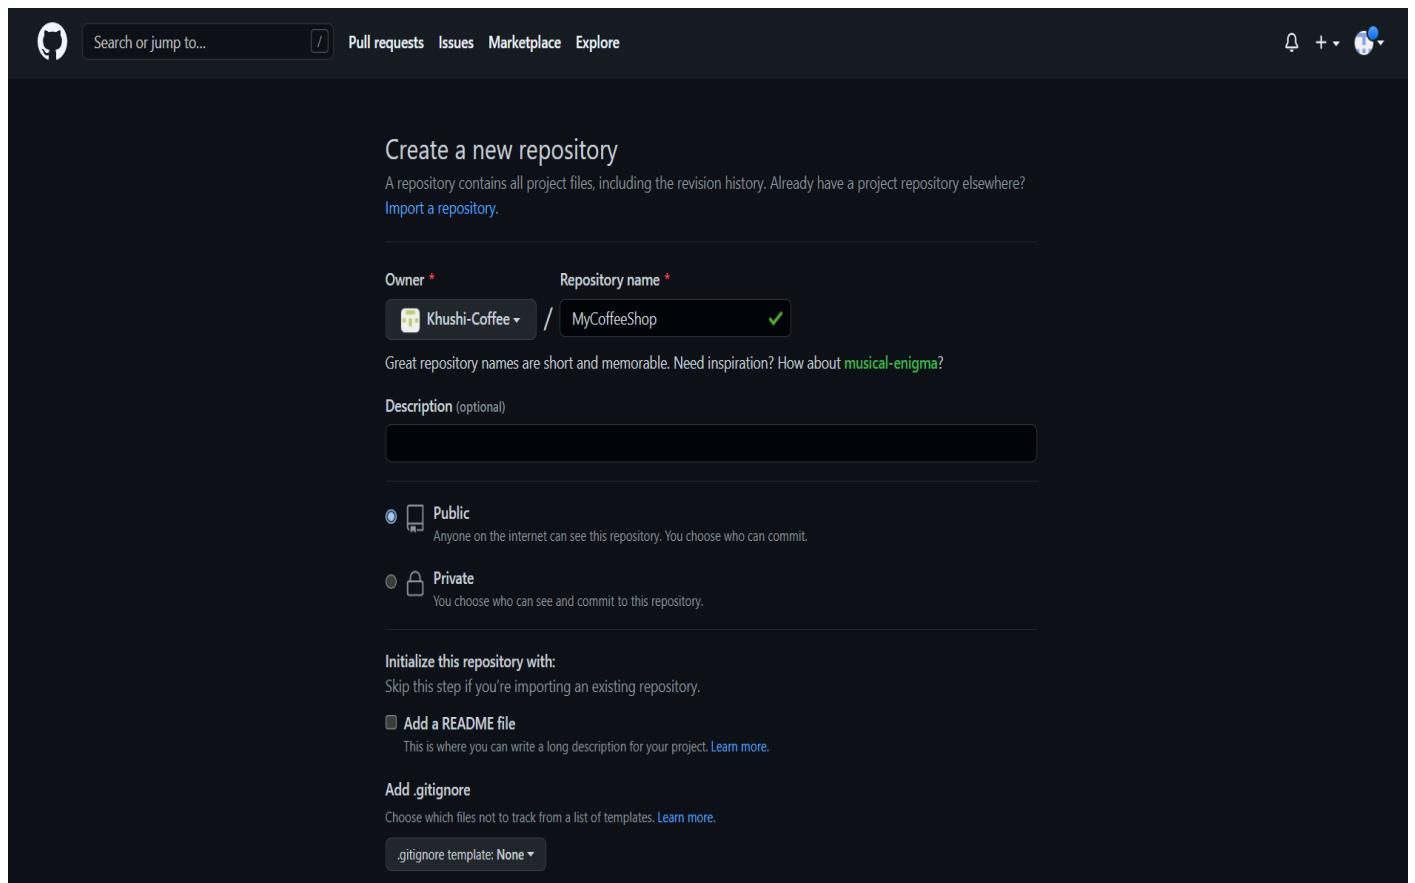 Search or jump to... /
Pull requests Issues Marketplace Explore
Create a new repository
A repository contains all project files, including the revision history. Already have a project repository elsewhere?
Import a repository.
Owner * Repository name *
Khushi-Coffee / MyCoffeeShop
Great repository names are short and memorable. Need inspiration? How about musical-enigma?
Description (optional)
Public
Anyone on the internet can see this repository. You choose who can commit.
Private
You choose who can see and commit to this repository.
Initialize this repository with:
Skip this step if you're importing an existing repository.
Add a README file
This is where you can write a long description for your project. Learn more.
Add .gitignore
Choose which files not to track from a list of templates. Learn more.
.gitignore template: None